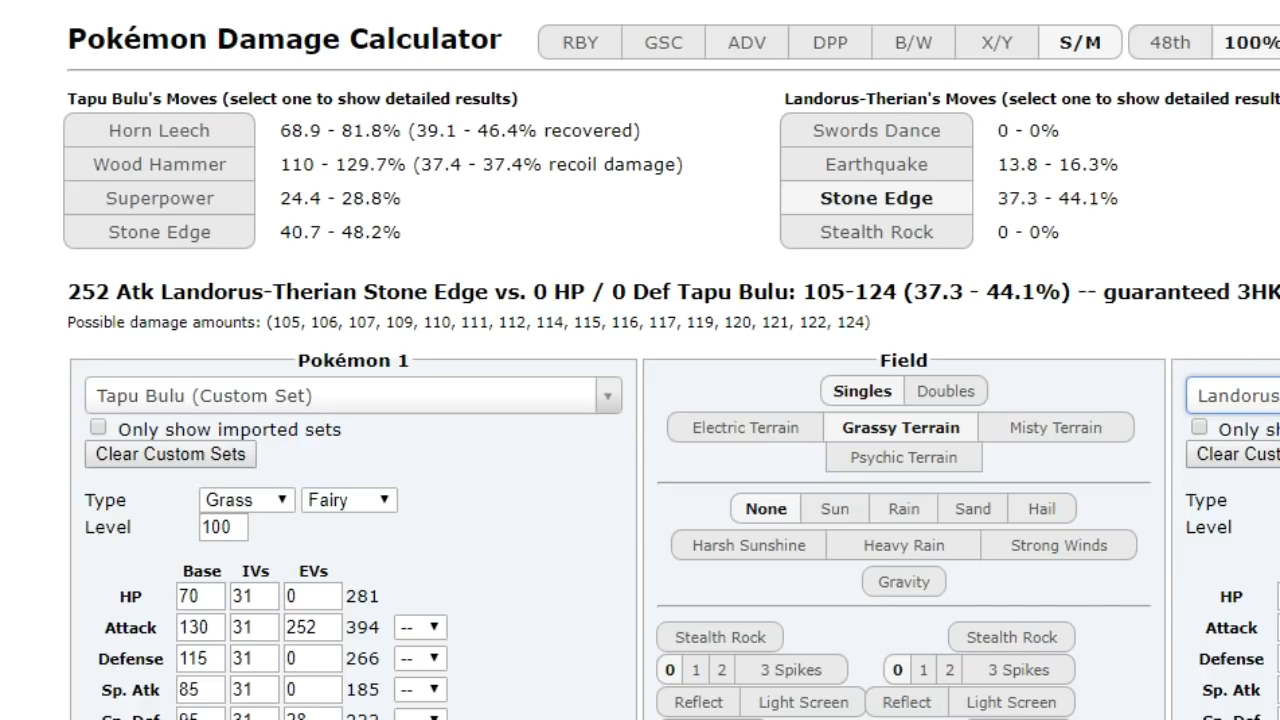 Pokémon Damage Calculator
RBY GSC ADV DPP B/W X/Y S/M 48th 100%
Tapu Bulu's Moves (select one to show detailed results)
Horn Leech 68.9 - 81.8% (39.1 - 46.4% recovered)
Wood Hammer 110 - 129.7% (37.4 - 37.4% recoil damage)
Superpower 24.4 - 28.8%
Stone Edge 40.7 - 48.2%
Landorus-Therian's Moves (select one to show detailed result
Swords Dance 0 - 0%
Earthquake 13.8 - 16.3%
Stone Edge 37.3 - 44.1%
Stealth Rock 0 - 0%
252 Atk Landorus-Therian Stone Edge vs. 0 HP / 0 Def Tapu Bulu: 105-124 (37.3 - 44.1%) -- guaranteed 3HK
Possible damage amounts: (105, 106, 107, 109, 110, 111, 112, 114, 115, 116, 117, 119, 120, 121, 122, 124)
Pokémon 1
Tapu Bulu (Custom Set)
Only show imported sets
Clear Custom Sets
Type Grass Fairy
Level 100
Base IVs EVs
HP 70 31 0 281
Attack 130 31 252 394 --
Defense 115 31 0 266 --
Sp. Atk 85 31 0 185 --
Sp. Def 95 31 28 --
Field
Singles Doubles
Electric Terrain Grassy Terrain Misty Terrain
Psychic Terrain
None Sun Rain Sand Hail
Harsh Sunshine Heavy Rain Strong Winds
Gravity
Stealth Rock Stealth Rock
0 1 2 3 Spikes 0 1 2 3 Spikes
Reflect Light Screen Reflect Light Screen
Landorus
Only sh
Clear Cust
Type
Level
HP
Attack
Defense
Sp. Atk
Sp. Def